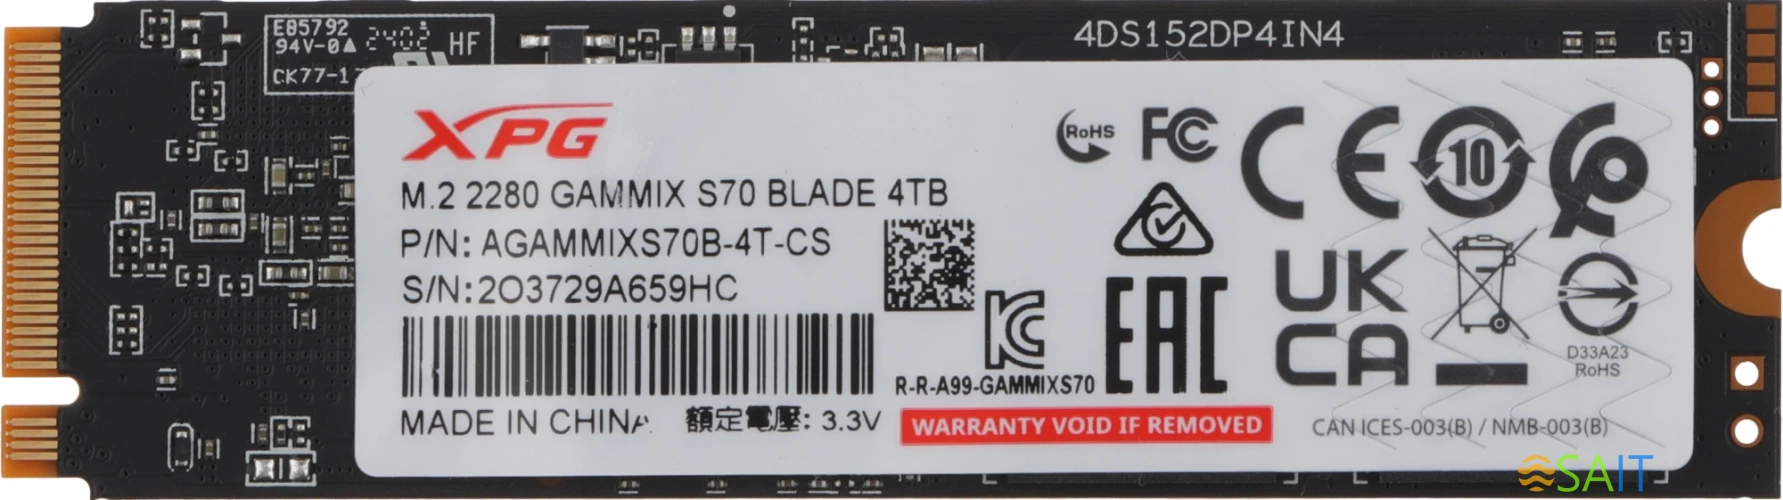 E85792
94V-0 2402 HF
CK77-1
4DS152DP4IN4
XPG
M.2 2280 GAMMIX S70 BLADE 4TB
P/N: AGAMMIXS70B-4T-CS
S/N:2O3729A659HC
MADE IN CHINA 額定電壓: 3.3V
RoHS FC CE 10
EAC UK CA
KC
R-R-A99-GAMMIXS70
WARRANTY VOID IF REMOVED
D33A23
RoHS
CAN ICES-003(B) / NMB-003(B)
SAIT